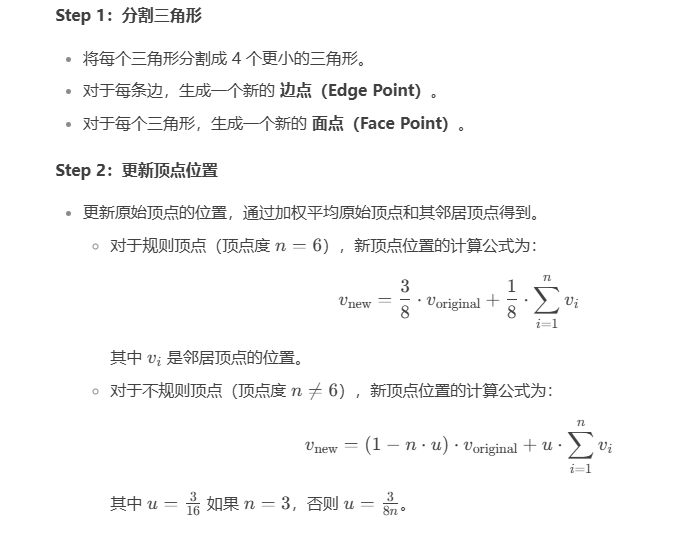 Step 1：分割三角形
• 将每个三角形分割成 4 个更小的三角形。
• 对于每条边，生成一个新的 边点（Edge Point）。
• 对于每个三角形，生成一个新的 面点（Face Point）。
Step 2：更新顶点位置
• 更新原始顶点的位置，通过加权平均原始顶点和其邻居顶点得到。
◦ 对于规则顶点（顶点度 n = 6），新顶点位置的计算公式为：
v_new = 3/8 · v_original + 1/8 · ∑_{i=1}^{n} v_i
其中 v_i 是邻居顶点的位置。
◦ 对于不规则顶点（顶点度 n ≠ 6），新顶点位置的计算公式为：
v_new = (1 − n · u) · v_original + u · ∑_{i=1}^{n} v_i
其中 u = 3/16 如果 n = 3，否则 u = 3/8n。